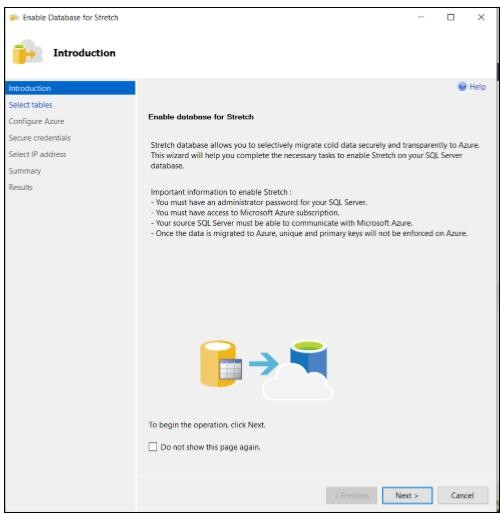 Enable Database for Stretch
Introduction
Help
Introduction
Select tables
Configure Azure
Secure credentials
Select IP address
Summary
Results
Enable database for Stretch
Stretch database allows you to selectively migrate cold data securely and transparently to Azure.
This wizard will help you complete the necessary tasks to enable Stretch on your SQL Server
database.
Important information to enable Stretch :
- You must have an administrator password for your SQL Server.
- You must have access to Microsoft Azure subscription.
- Your source SQL Server must be able to communicate with Microsoft Azure.
- Once the data is migrated to Azure, unique and primary keys will not be enforced on Azure.
To begin the operation, click Next.
Do not show this page again.
< Previous
Next >
Cancel